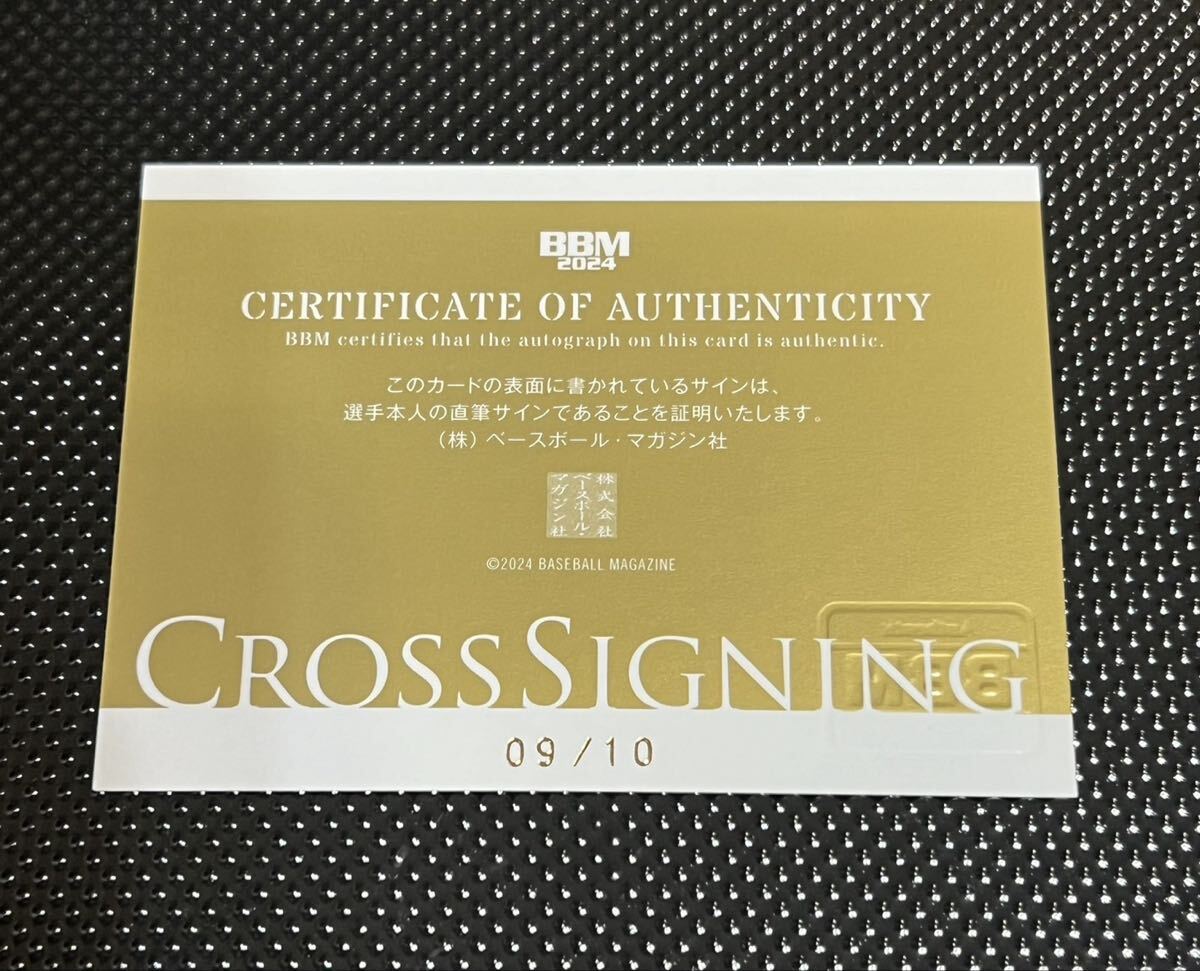 BBM
2024
CERTIFICATE OF AUTHENTICITY
BBM certifies that the autograph on this card is authentic.
このカードの表面に書かれているサインは、
選手本人の直筆サインであることを証明いたします。
（株）ベースボール・マガジン社
株式会社
ベースボール・
マガジン社
©2024 BASEBALL MAGAZINE
CROSSSIGNING
09/10